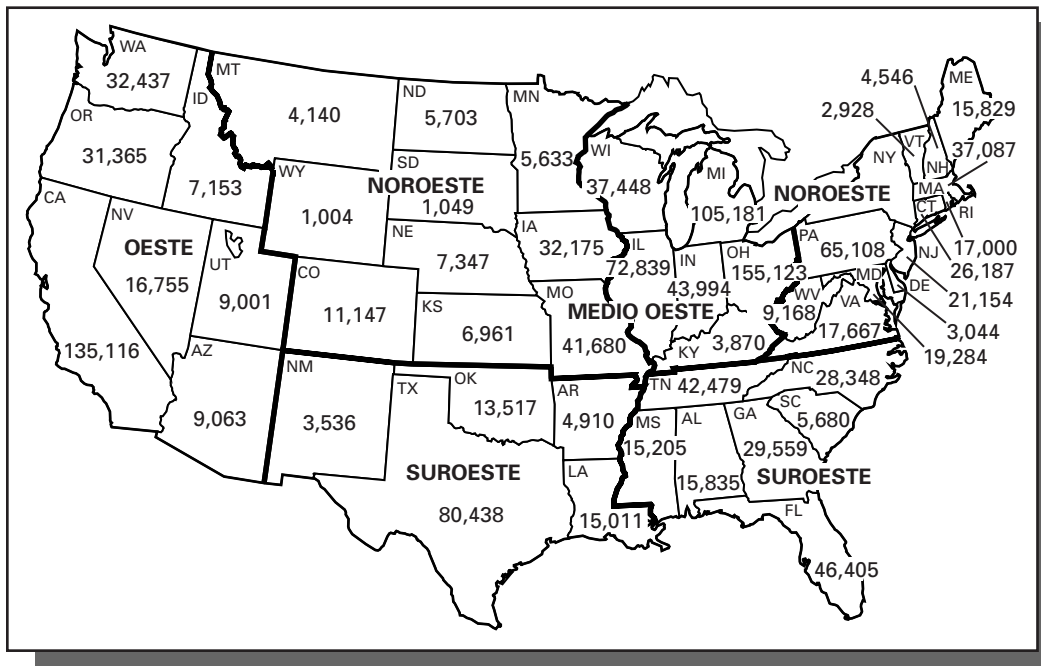 WA
32,437
OR
31,365
ID
7,153
MT
4,140
ND
5,703
MN
5,633
SD
NOROESTE
1,049
WY
1,004
NE
7,347
IA
32,175
CA
135,116
NV
OESTE
16,755
UT
9,001
CO
11,147
KS
6,961
MO
41,680
AZ
9,063
NM
3,536
TX
SUROESTE
80,438
OK
13,517
AR
4,910
LA
15,011
WI
37,448
MI
105,181
IL
72,839
IN
43,994
OH
155,123
MEDIO OESTE
KY
3,870
WV
9,168
4,546
2,928
ME
15,829
VT
NY
NH
37,087
NOROESTE
MA
CT
RI
17,000
PA
65,108
26,187
NJ
MD
DE
21,154
VA
17,667
3,044
19,284
TN
42,479
NC
28,348
SC
5,680
MS
15,205
AL
15,835
GA
29,559
SUROESTE
FL
46,405